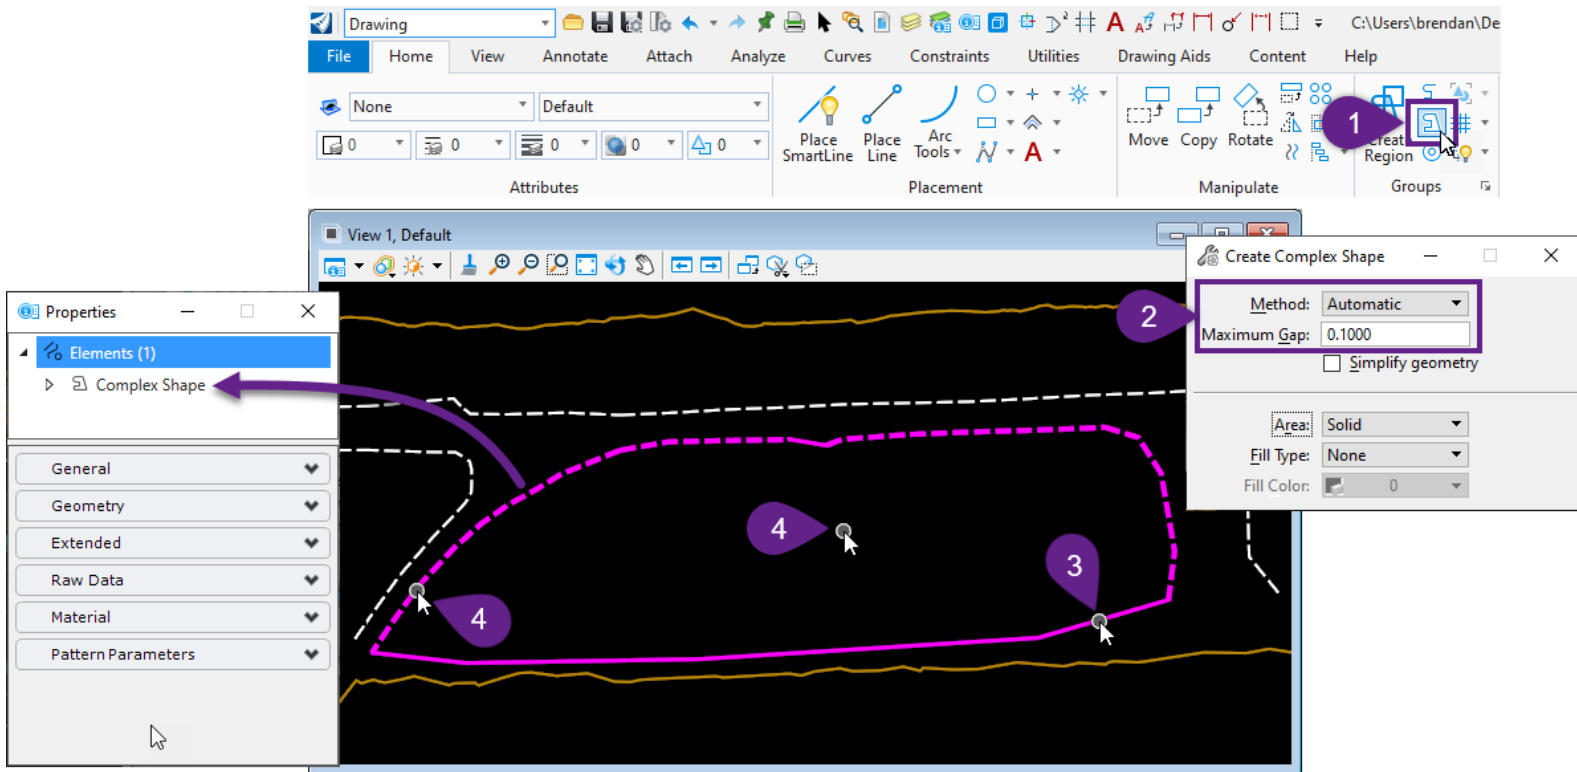 Drawing
C:\Users\brendan\De
File Home View Annotate Attach Analyze Curves Constraints Utilities Drawing Aids Content Help
None Default
0 0 0 0 0
Place SmartLine
Place Line
Arc Tools
Move Copy Rotate
1
Region
Attributes Placement Manipulate Groups
View 1, Default
Create Complex Shape
2
Method: Automatic
Maximum Gap: 0.1000
Simplify geometry
Area: Solid
Fill Type: None
Fill Color: 0
Properties
Elements (1)
Complex Shape
General
Geometry
Extended
Raw Data
Material
Pattern Parameters
4
3
4